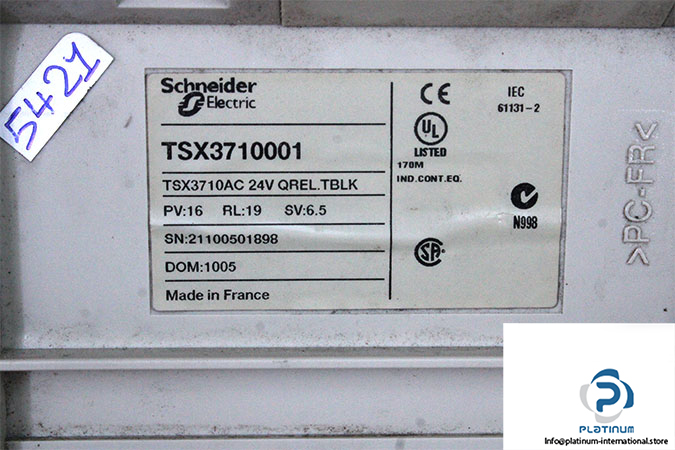 5421
Schneider
Electric
TSX3710001
TSX3710AC 24V QREL.TBLK
PV:16 RL:19 SV:6.5
SN:21100501898
DOM:1005
Made in France
CE
IEC
61131-2
UL
LISTED
170M
IND.CONT.EQ.
N998
SA
>PC-FR<
P
PLATINUM
Info@platinum-international.store